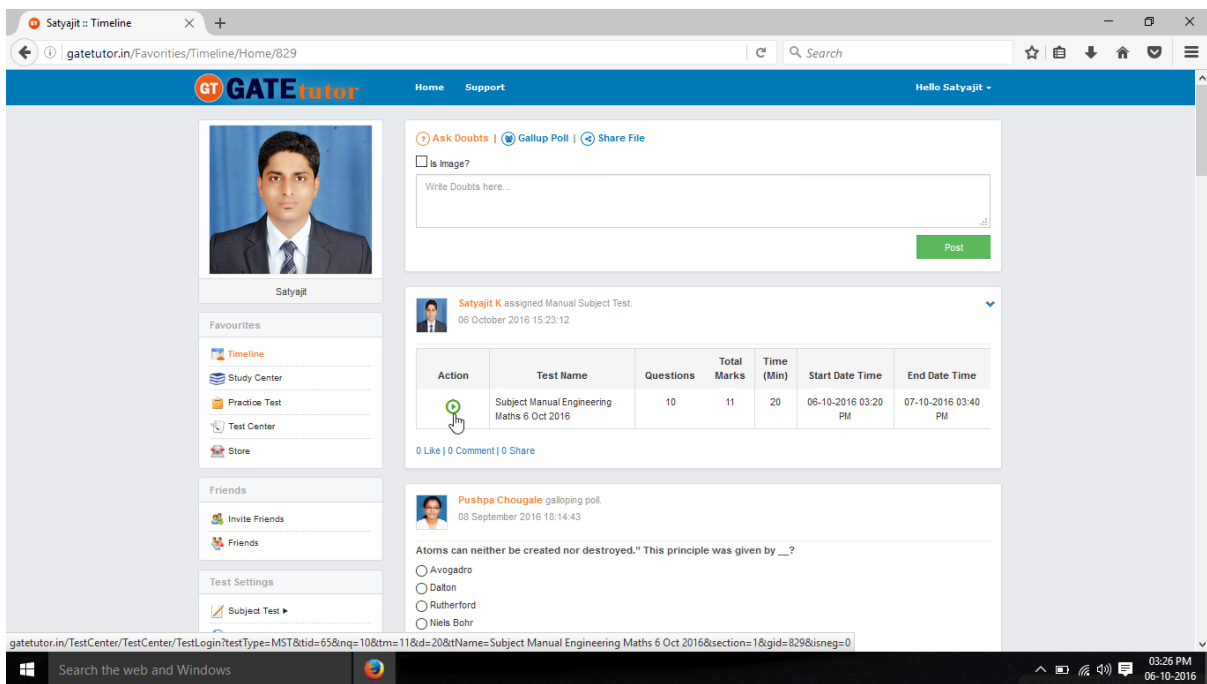 Satyajit :: Timeline
gatetutor.in/Favorities/Timeline/Home/829
Search
GT GATEtutor
Home Support
Hello Satyajit
Satyajit
Favourites
Timeline
Study Center
Practice Test
Test Center
Store
Friends
Invite Friends
Friends
Test Settings
Subject Test
Ask Doubts | Gallup Poll | Share File
Is Image?
Write Doubts here...
Post
Satyajit K assigned Manual Subject Test.
06 October 2016 15:23:12
Action Test Name Questions Total Marks Time (Min) Start Date Time End Date Time
Subject Manual Engineering Maths 6 Oct 2016 10 11 20 06-10-2016 03:20 PM 07-10-2016 03:40 PM
0 Like | 0 Comment | 0 Share
Pushpa Chougale galloping poll.
08 September 2016 18:14:43
Atoms can neither be created nor destroyed." This principle was given by __?
Avogadro
Dalton
Rutherford
Niels Bohr
gatetutor.in/TestCenter/TestCenter/TestLogin?testType=MST&tid=65&nq=10&tm=11&d=20&tName=Subject Manual Engineering Maths 6 Oct 2016&section=1&gid=829&isneg=0
Search the web and Windows
03:26 PM
06-10-2016